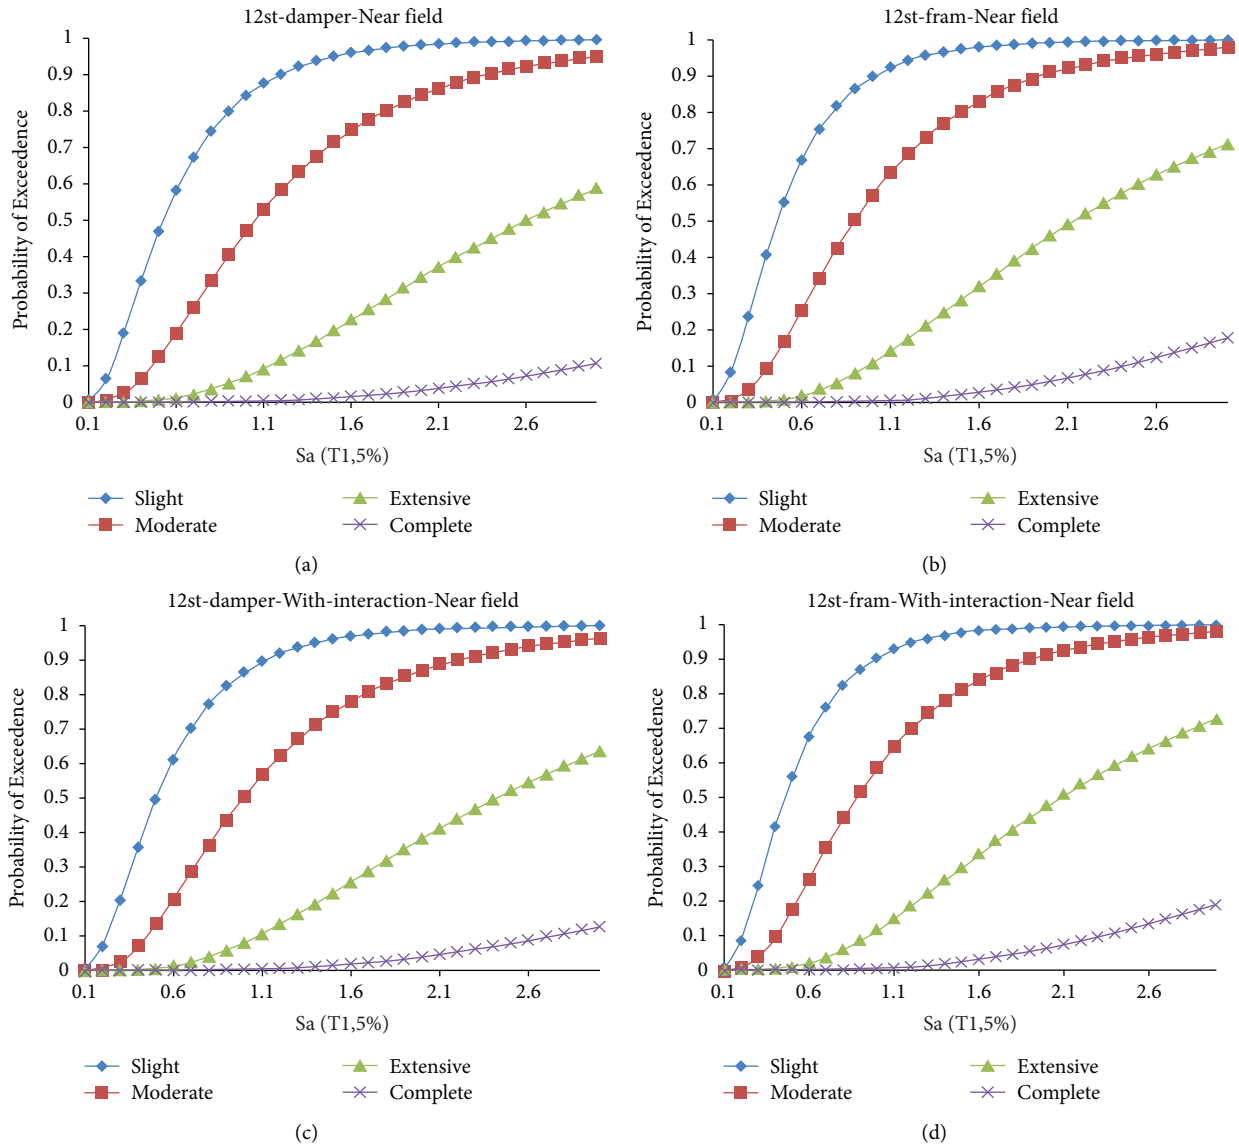 12st-damper-Near field
Probability of Exceedence
1
0.9
0.8
0.7
0.6
0.5
0.4
0.3
0.2
0.1
0
0.1 0.6 1.1 1.6 2.1 2.6
Sa (T1,5%)
Slight Extensive
Moderate Complete
(a)
12st-fram-Near field
Probability of Exceedence
1
0.9
0.8
0.7
0.6
0.5
0.4
0.3
0.2
0.1
0
0.1 0.6 1.1 1.6 2.1 2.6
Sa (T1,5%)
Slight Extensive
Moderate Complete
(b)
12st-damper-With-interaction-Near field
Probability of Exceedence
1
0.9
0.8
0.7
0.6
0.5
0.4
0.3
0.2
0.1
0
0.1 0.6 1.1 1.6 2.1 2.6
Sa (T1,5%)
Slight Extensive
Moderate Complete
(c)
12st-fram-With-interaction-Near field
Probability of Exceedence
1
0.9
0.8
0.7
0.6
0.5
0.4
0.3
0.2
0.1
0
0.1 0.6 1.1 1.6 2.1 2.6
Sa (T1,5%)
Slight Extensive
Moderate Complete
(d)